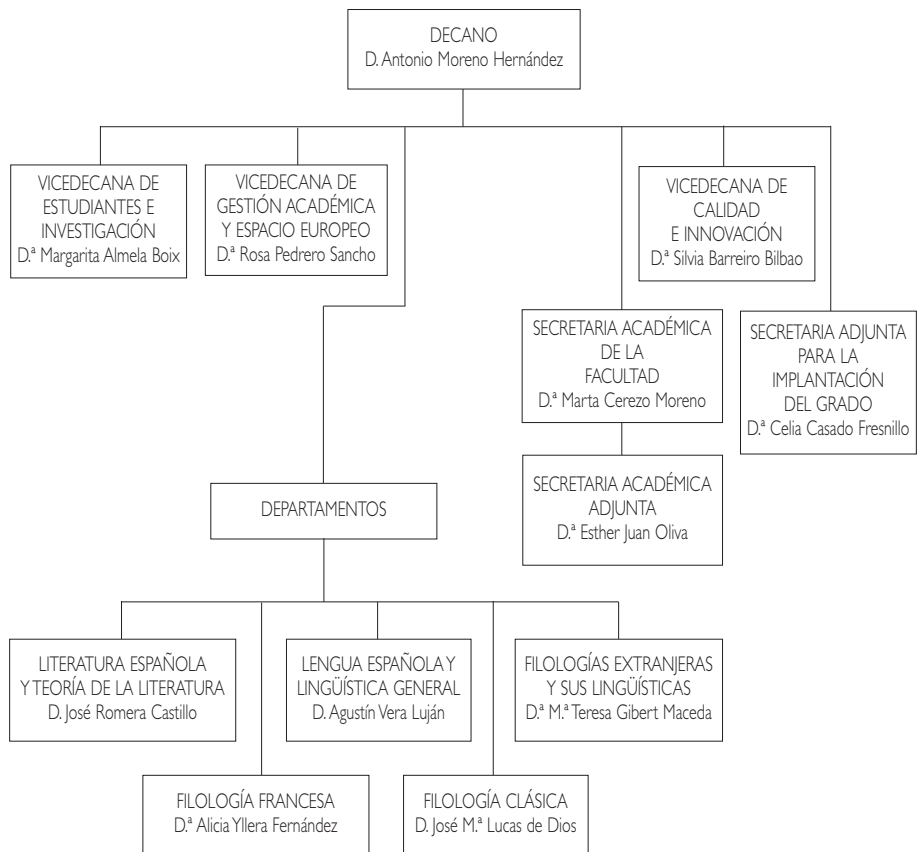 DECANO
D. Antonio Moreno Hernández
VICEDECANA DE
ESTUDIANTES E
INVESTIGACIÓN
D.ª Margarita Almela Boix
VICEDECANA DE
GESTIÓN ACADÉMICA
Y ESPACIO EUROPEO
D.ª Rosa Pedrero Sancho
VICEDECANA DE
CALIDAD
E INNOVACIÓN
D.ª Silvia Barreiro Bilbao
SECRETARIA ACADÉMICA
DE LA
FACULTAD
D.ª Marta Cerezo Moreno
SECRETARIA ADJUNTA
PARA LA
IMPLANTACIÓN
DEL GRADO
D.ª Celia Casado Fresnillo
SECRETARIA ACADÉMICA
ADJUNTA
D.ª Esther Juan Oliva
DEPARTAMENTOS
LITERATURA ESPAÑOLA
Y TEORÍA DE LA LITERATURA
D. José Romera Castillo
LENGUA ESPAÑOLA Y
LINGÜÍSTICA GENERAL
D. Agustín Vera Luján
FILOLOGÍAS EXTRANJERAS
Y SUS LINGÜÍSTICAS
D.ª M.ª Teresa Gibert Maceda
FILOLOGÍA FRANCESA
D.ª Alicia Yllera Fernández
FILOLOGÍA CLÁSICA
D. José M.ª Lucas de Dios